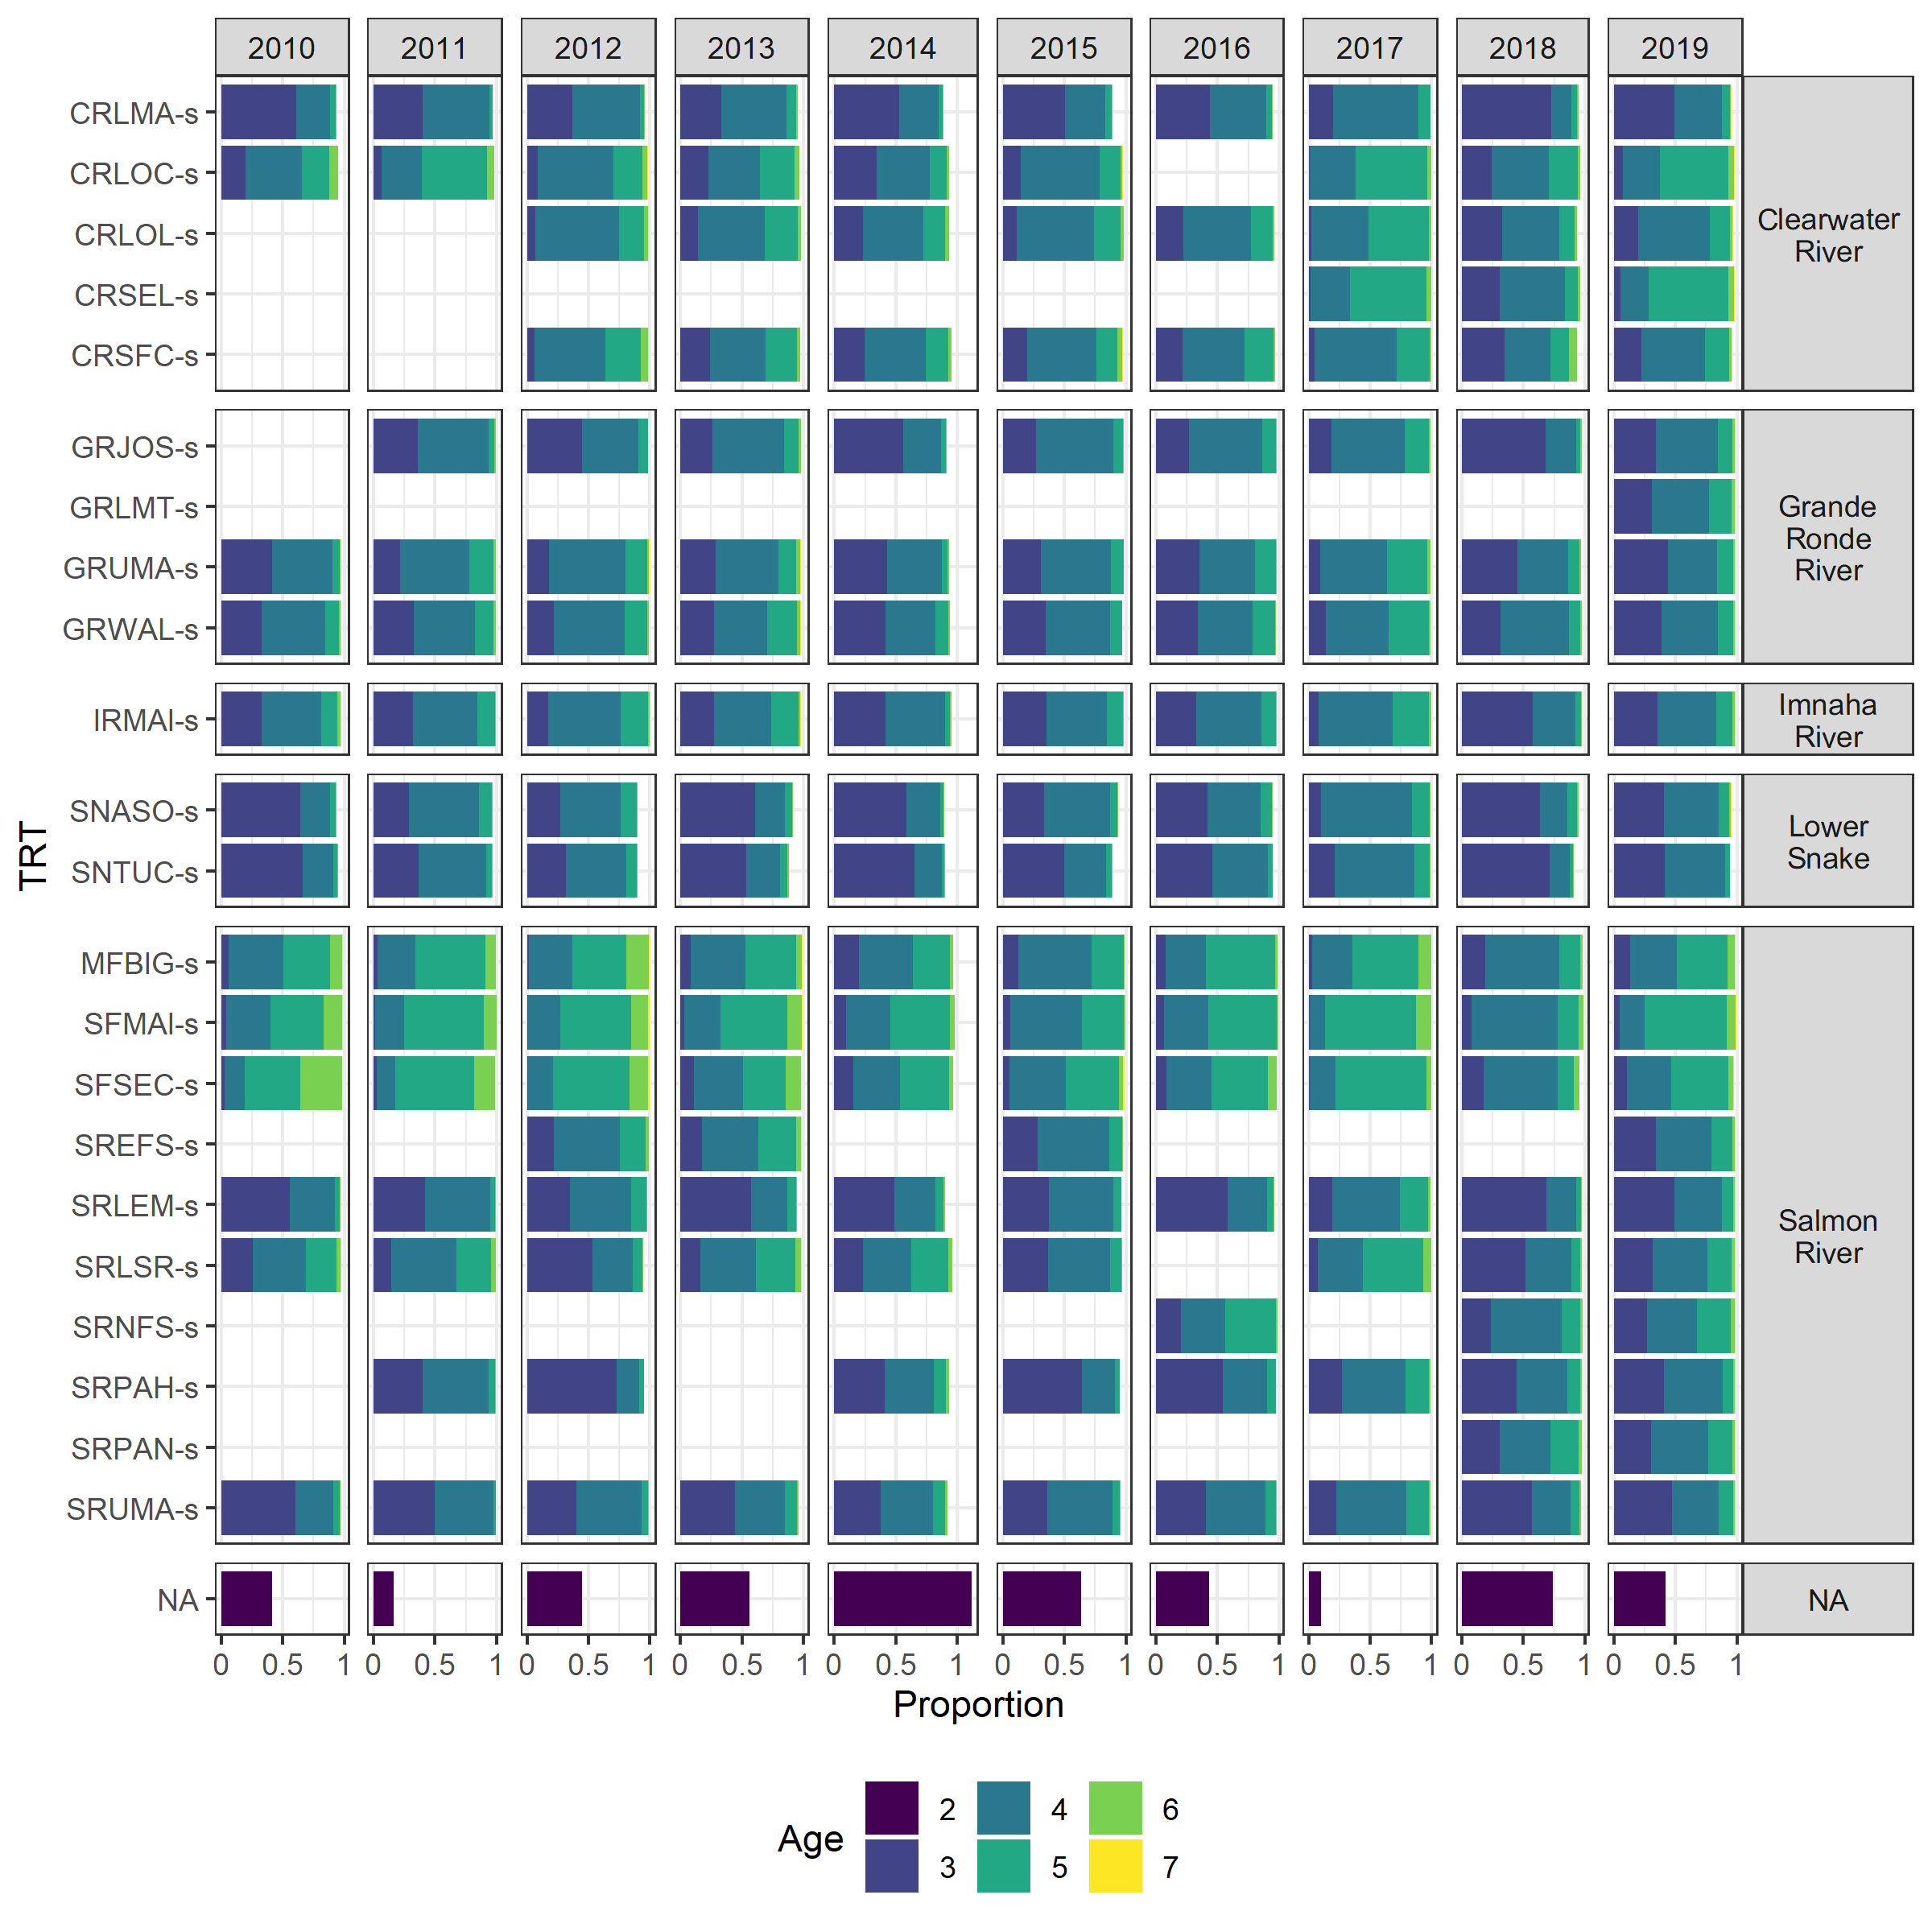 2010 2011 2012 2013 2014 2015 2016 2017 2018 2019
CRLMA-s
CRLOC-s
CRLOL-s
CRSEL-s
CRSFC-s
Clearwater
River
GRJOS-s
GRLMT-s
GRUMA-s
GRWAL-s
Grande
Ronde
River
IRMAI-s
Imnaha
River
SNASO-s
SNTUC-s
Lower
Snake
MFBIG-s
SFMAI-s
SFSEC-s
SREFS-s
SRLEM-s
SRLSR-s
SRNFS-s
SRPAH-s
SRPAN-s
SRUMA-s
Salmon
River
NA
NA
TRT
0 0.5 1 0 0.5 1 0 0.5 1 0 0.5 1 0 0.5 1 0 0.5 1 0 0.5 1 0 0.5 1 0 0.5 1 0 0.5 1
Proportion
Age
2 4 6
3 5 7